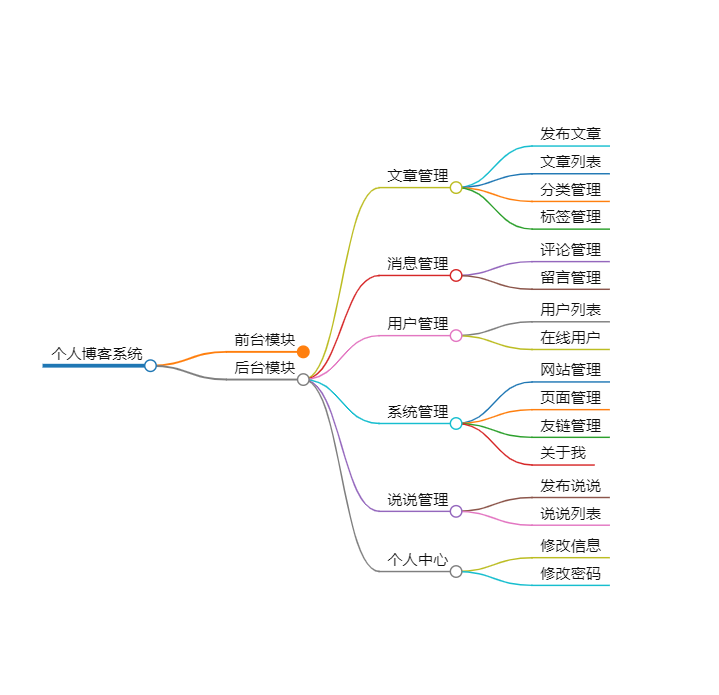 个人博客系统
前台模块
后台模块
文章管理
发布文章
文章列表
分类管理
标签管理
消息管理
评论管理
留言管理
用户管理
用户列表
在线用户
系统管理
网站管理
页面管理
友链管理
关于我
说说管理
发布说说
说说列表
个人中心
修改信息
修改密码